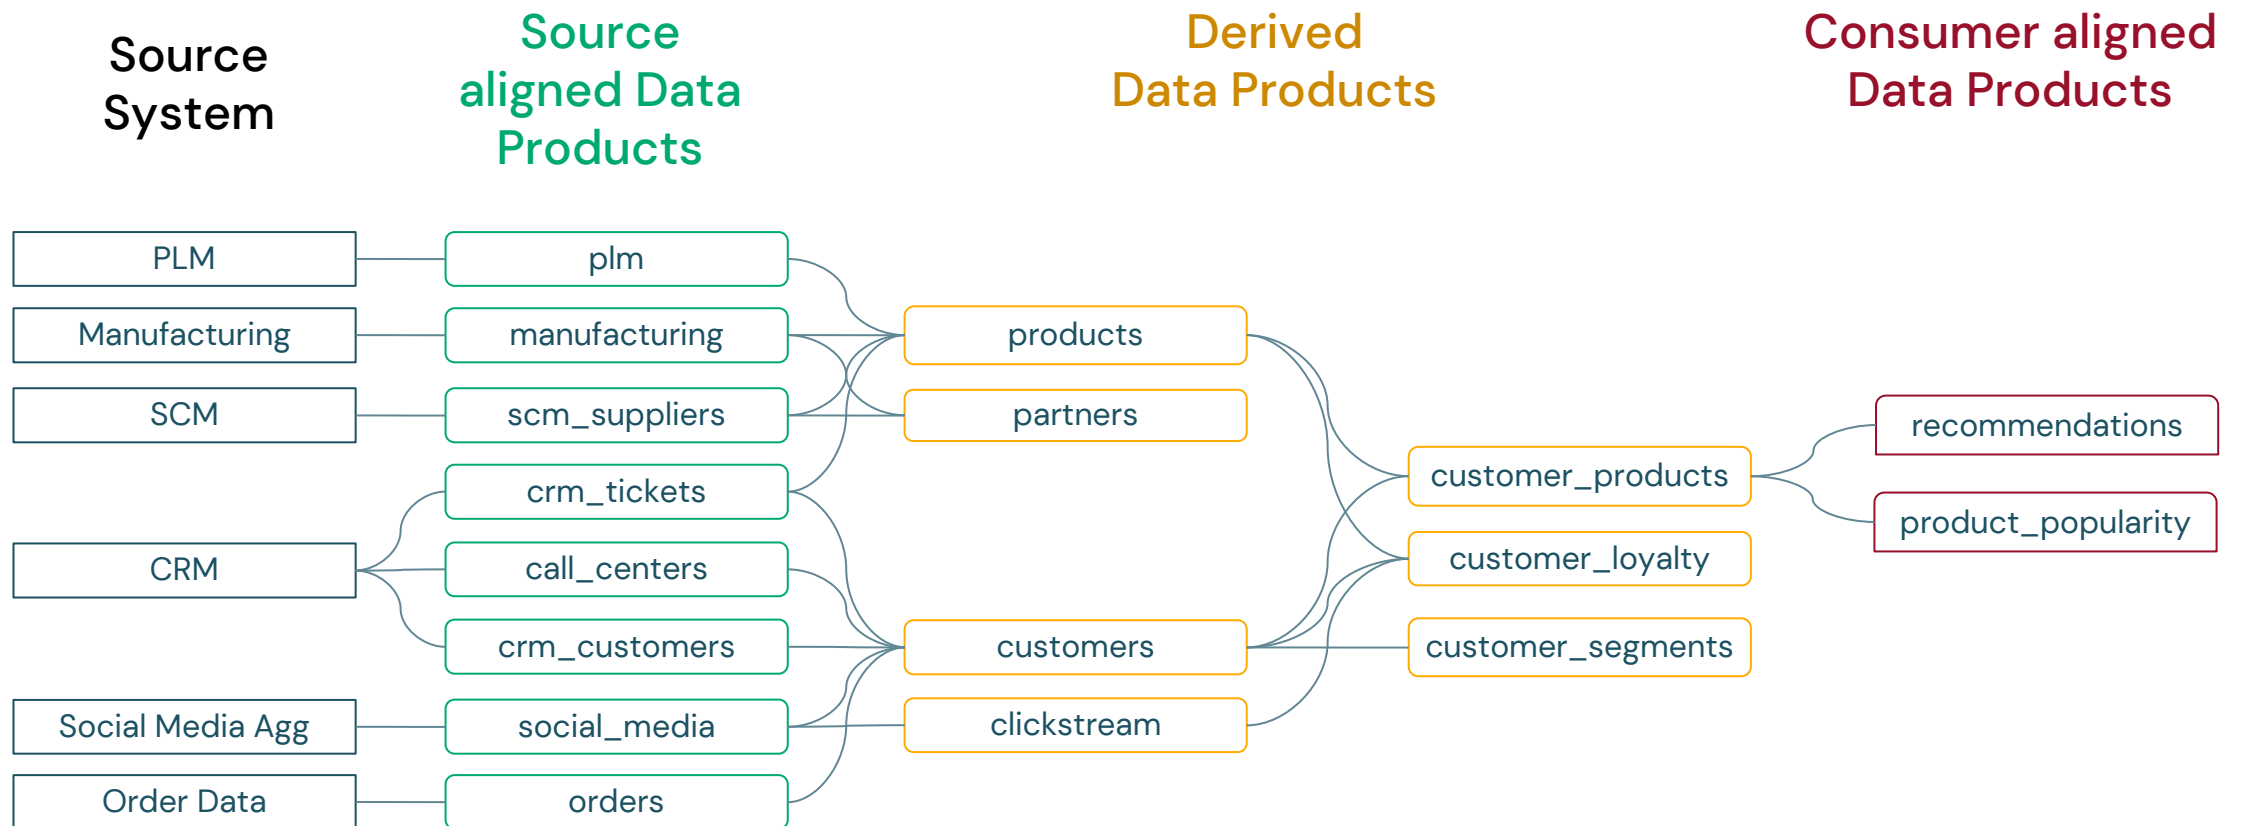 Source
System
Source
aligned Data
Products
Derived
Data Products
Consumer aligned
Data Products
PLM
plm
Manufacturing
manufacturing
products
SCM
scm_suppliers
partners
recommendations
crm_tickets
customer_products
product_popularity
CRM
call_centers
customer_loyalty
crm_customers
customers
customer_segments
Social Media Agg
social_media
clickstream
Order Data
orders